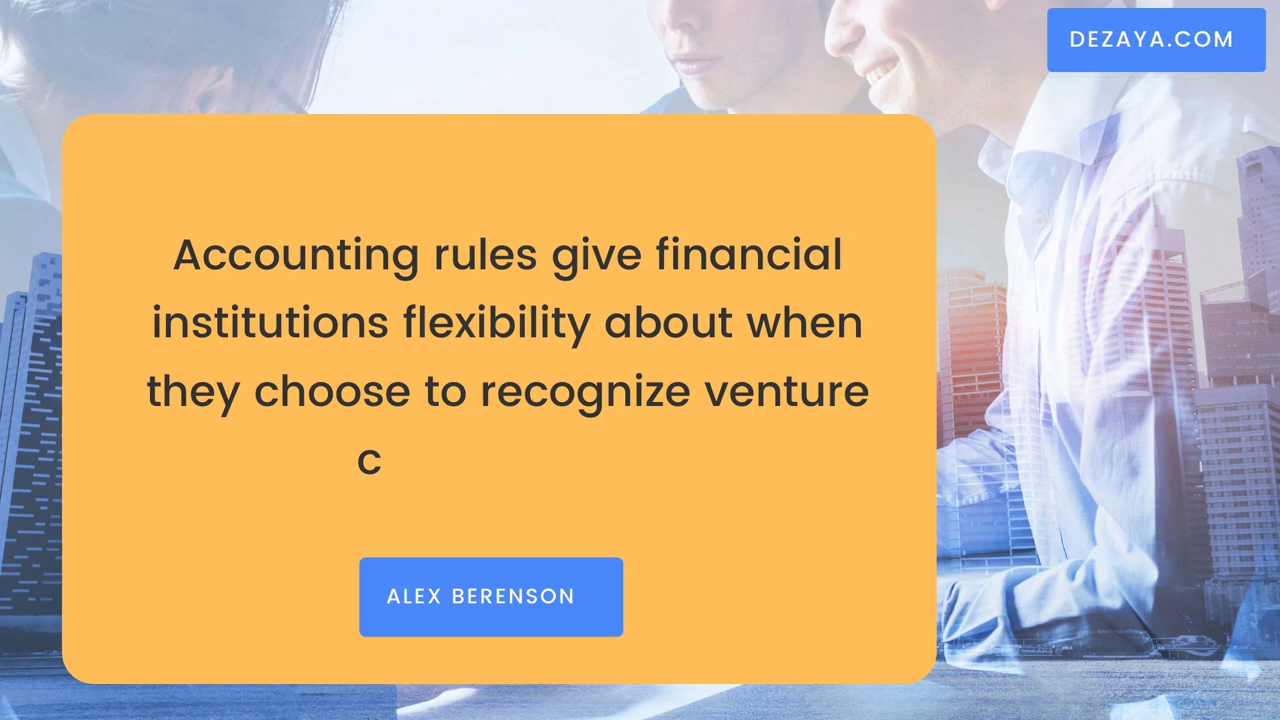 DEZAYA.COM
Accounting rules give financial
institutions flexibility about when
they choose to recognize venture
c
ALEX BERENSON